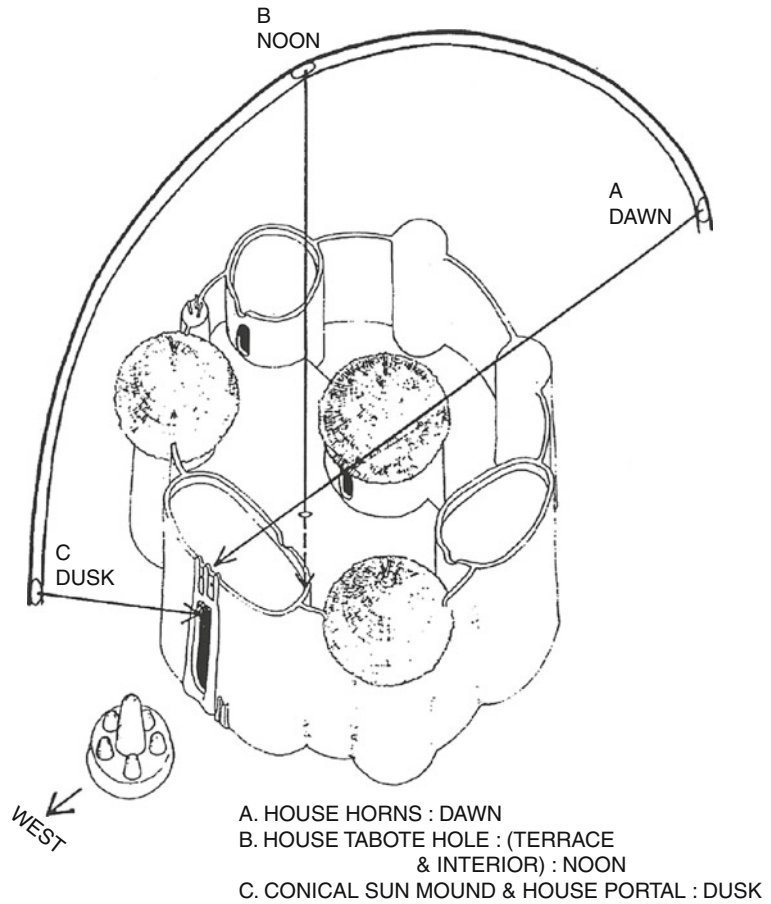 B
NOON
A
DAWN
C
DUSK
WEST
A. HOUSE HORNS : DAWN
B. HOUSE TABOTE HOLE : (TERRACE
& INTERIOR) : NOON
C. CONICAL SUN MOUND & HOUSE PORTAL : DUSK